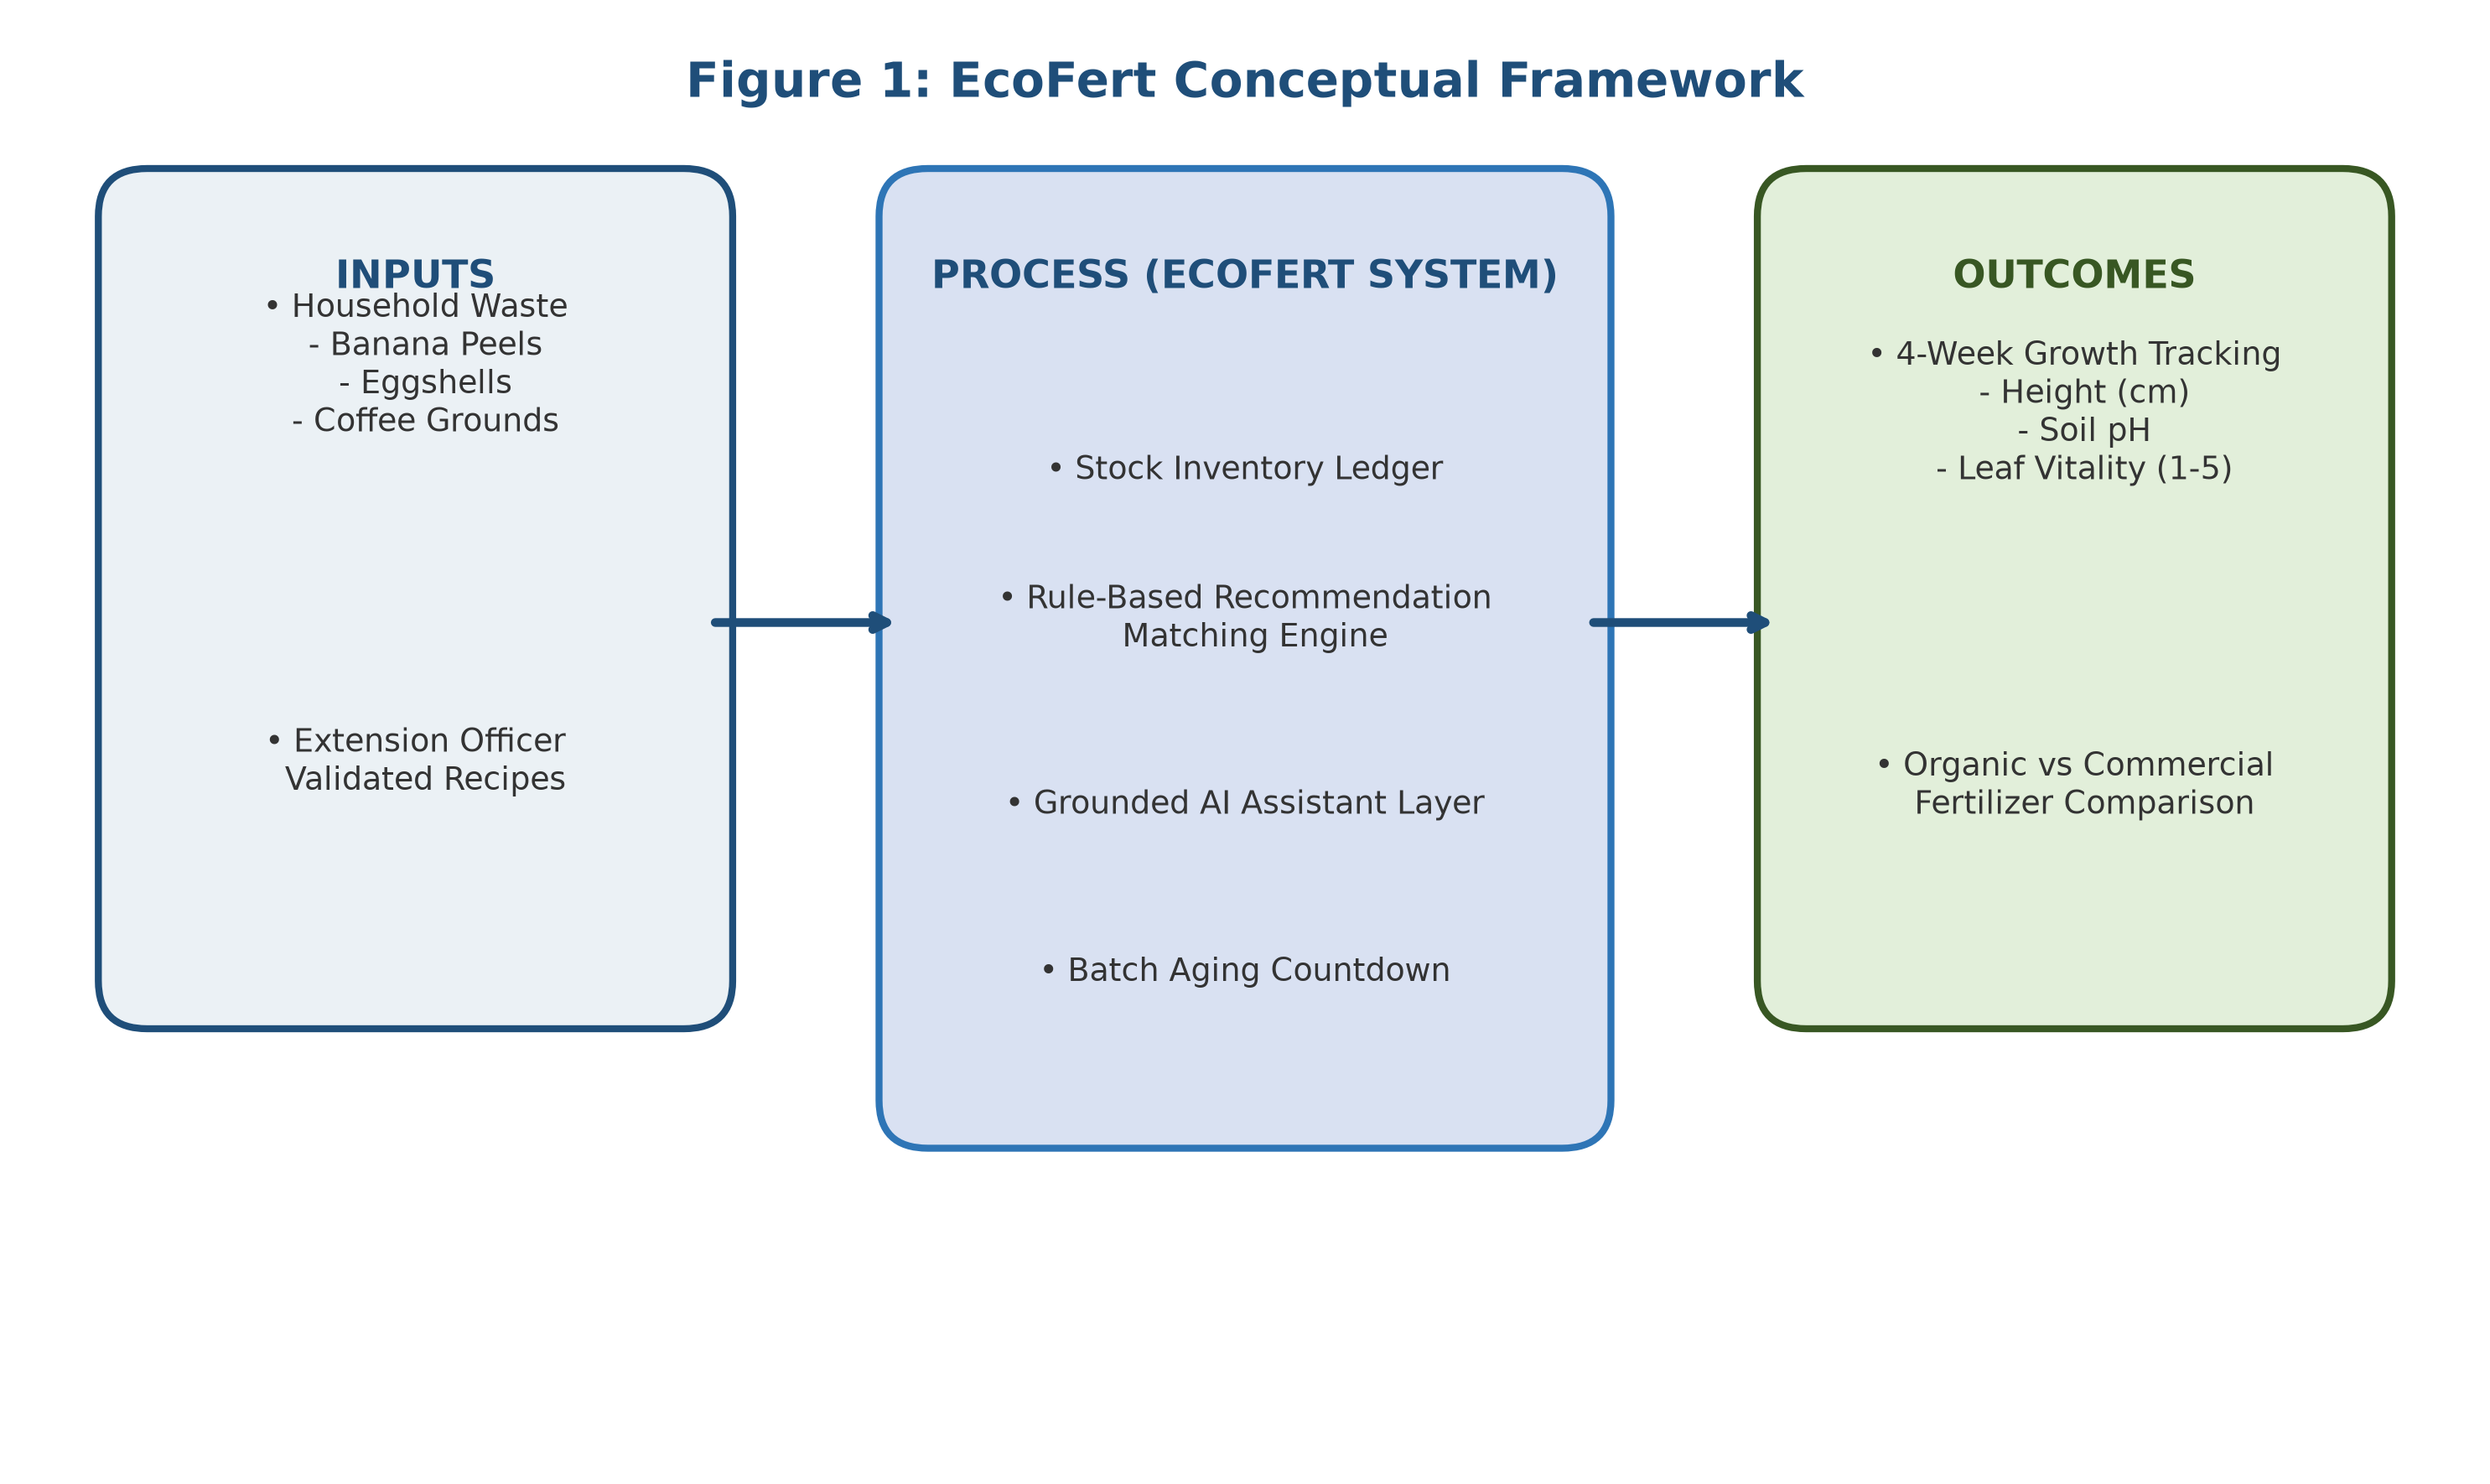 Figure 1: EcoFert Conceptual Framework
INPUTS
• Household Waste
- Banana Peels
- Eggshells
- Coffee Grounds
• Extension Officer
Validated Recipes
PROCESS (ECOFERT SYSTEM)
• Stock Inventory Ledger
• Rule-Based Recommendation
Matching Engine
• Grounded AI Assistant Layer
• Batch Aging Countdown
OUTCOMES
• 4-Week Growth Tracking
- Height (cm)
- Soil pH
- Leaf Vitality (1-5)
• Organic vs Commercial
Fertilizer Comparison